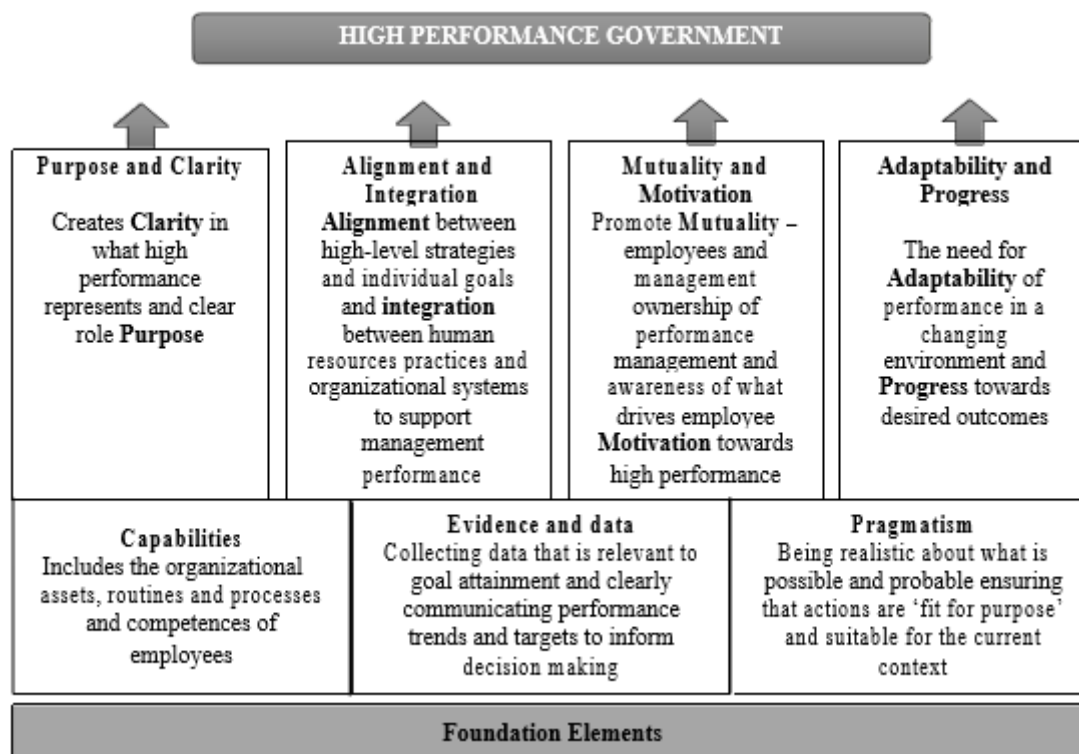 HIGH PERFORMANCE GOVERNMENT
Purpose and Clarity
Creates Clarity in
what high
performance
represents and clear
role Purpose
Alignment and
Integration
Alignment between
high-level strategies
and individual goals
and integration
between human
resources practices and
organizational systems
to support
management
performance
Mutuality and
Motivation
Promote Mutuality –
employees and
management
ownership of
performance
management and
awareness of what
drives employee
Motivation towards
high performance
Adaptability and
Progress
The need for
Adaptability of
performance in a
changing
environment and
Progress towards
desired outcomes
Capabilities
Includes the organizational
assets, routines and processes
and competences of
employees
Evidence and data
Collecting data that is relevant to
goal attainment and clearly
communicating performance
trends and targets to inform
decision making
Pragmatism
Being realistic about what is
possible and probable ensuring
that actions are ‘fit for purpose’
and suitable for the current
context
Foundation Elements